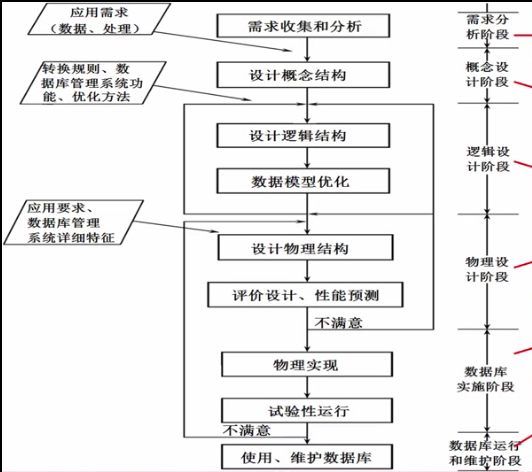 应用需求
（数据、处理）
需求收集和分析
需求分
析阶段
设计概念结构
概念设
计阶段
转换规则、数
据库管理系统功
能、优化方法
设计逻辑结构
数据模型优化
逻辑设
计阶段
应用要求、
数据库管理
系统详细特征
设计物理结构
评价设计、性能预测
不满意
物理设
计阶段
物理实现
试验性运行
不满意
数据库
实施阶段
使用、维护数据库
数据库运行
和维护阶段